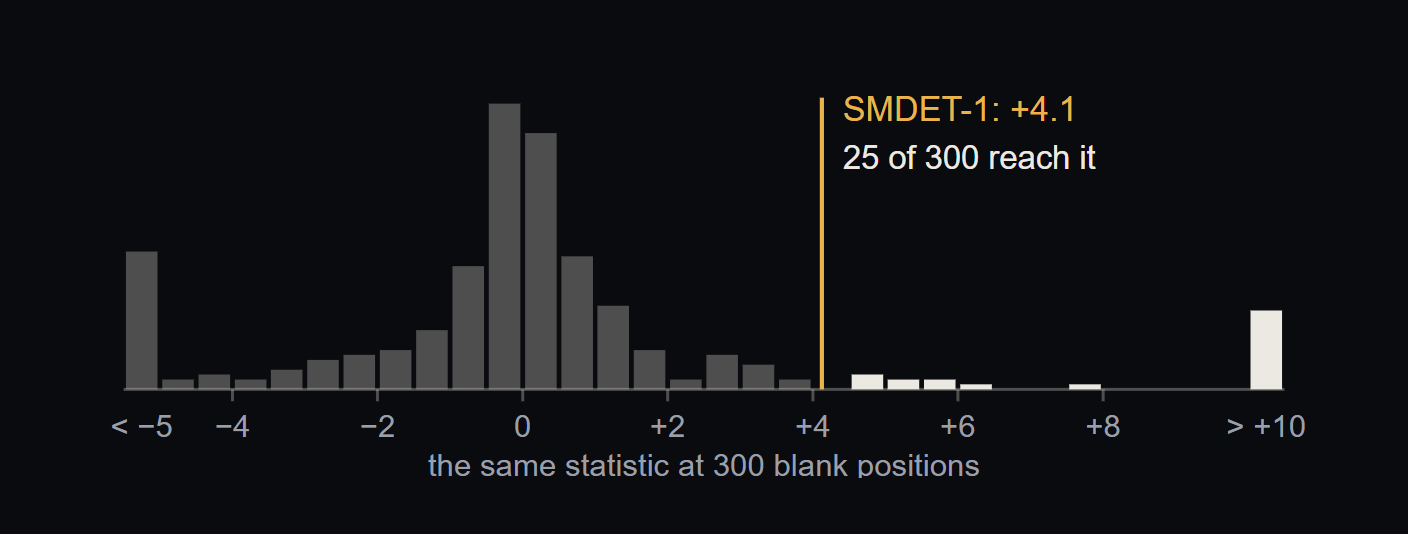 SMDET-1: +4.1
25 of 300 reach it
< −5 −4 −2 0 +2 +4 +6 +8 > +10
the same statistic at 300 blank positions